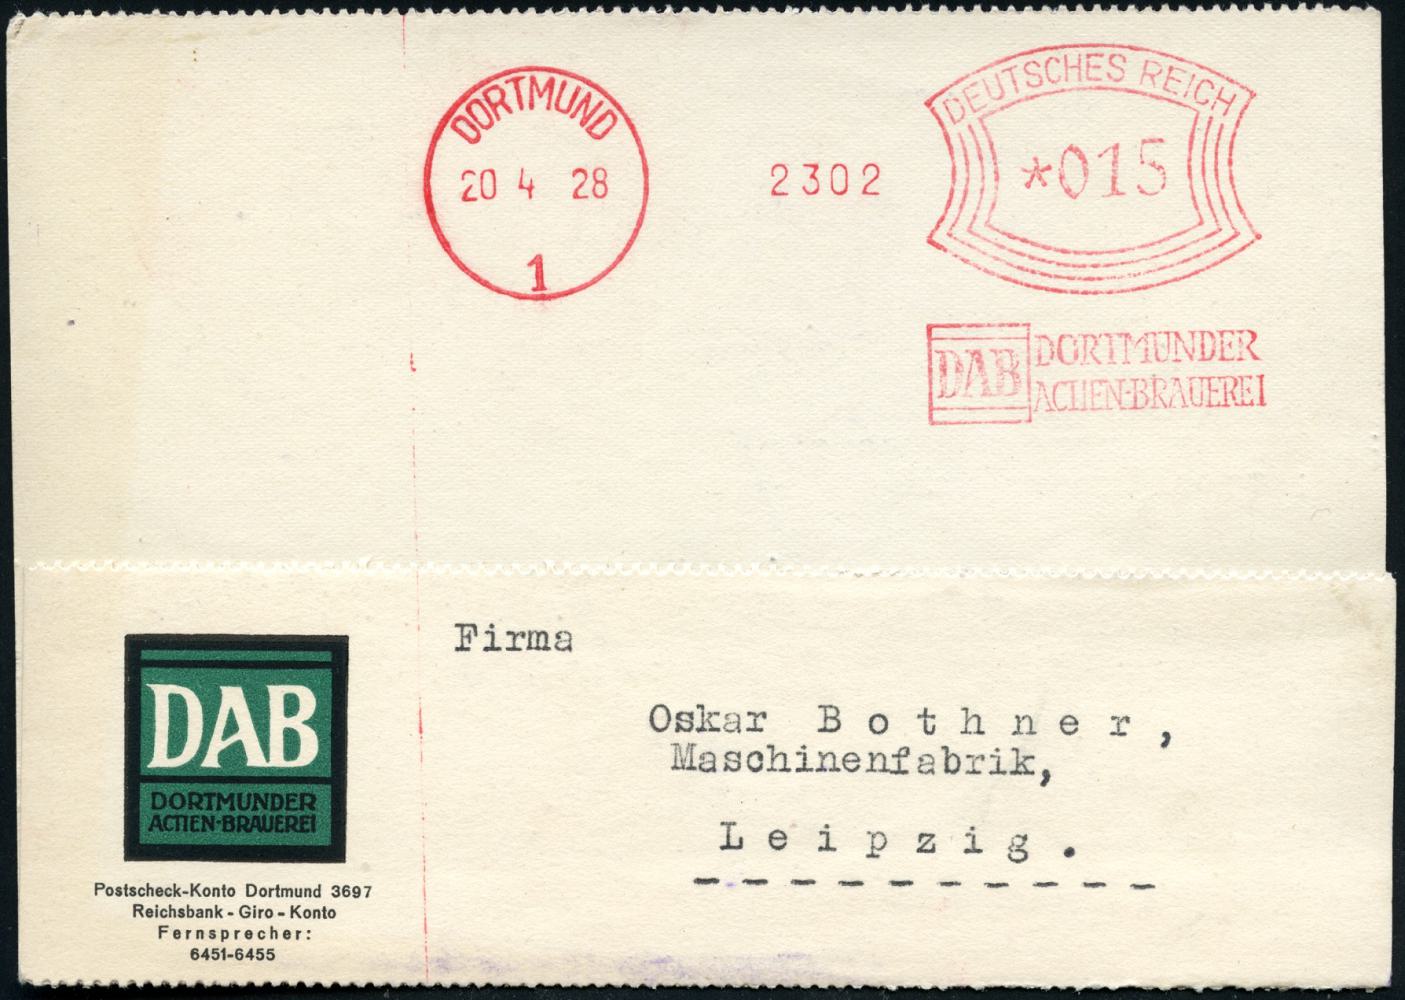 DORTMUND
20 4 28
1
2302
DEUTSCHES REICH
*015
DAB DORTMUNDER
ACTIEN-BRAUEREI
DAB
DORTMUNDER
ACTIEN-BRAUEREI
Postscheck-Konto Dortmund 3697
Reichsbank-Giro-Konto
Fernsprecher:
6451-6455
Firma
Oskar Bothner,
Maschinenfabrik,
Leipzig.